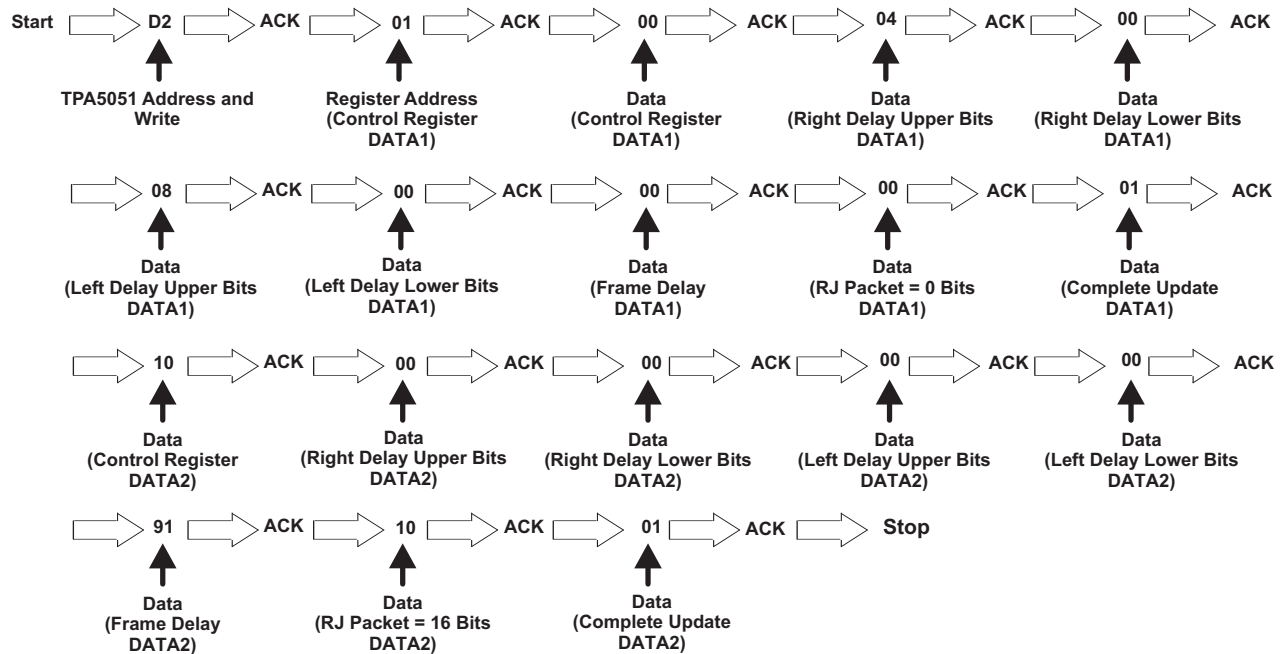 Start D2 ACK 01 ACK 00 ACK 04 ACK 00 ACK
TPA5051 Address and
Write
Register Address
(Control Register
DATA1)
Data
(Control Register
DATA1)
Data
(Right Delay Upper Bits
DATA1)
Data
(Right Delay Lower Bits
DATA1)
08 ACK 00 ACK 00 ACK 00 ACK 01 ACK
Data
(Left Delay Upper Bits
DATA1)
Data
(Left Delay Lower Bits
DATA1)
Data
(Frame Delay
DATA1)
Data
(RJ Packet = 0 Bits
DATA1)
Data
(Complete Update
DATA1)
10 ACK 00 ACK 00 ACK 00 ACK 00 ACK
Data
(Control Register
DATA2)
Data
(Right Delay Upper Bits
DATA2)
Data
(Right Delay Lower Bits
DATA2)
Data
(Left Delay Upper Bits
DATA2)
Data
(Left Delay Lower Bits
DATA2)
91 ACK 10 ACK 01 ACK Stop
Data
(Frame Delay
DATA2)
Data
(RJ Packet = 16 Bits
DATA2)
Data
(Complete Update
DATA2)